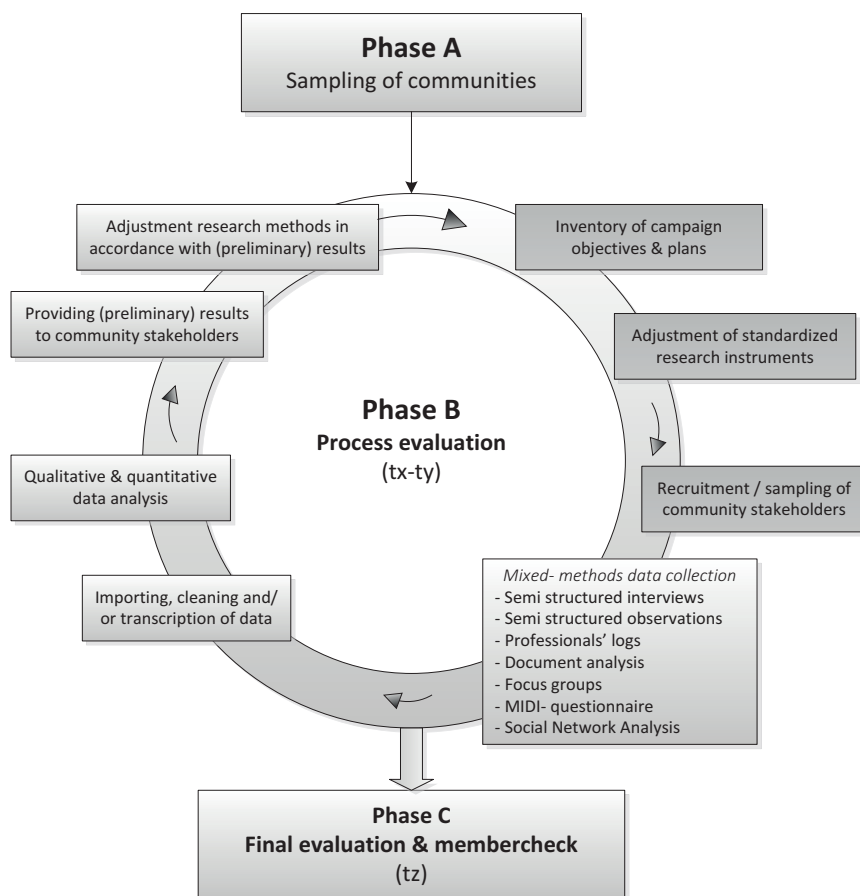 Phase A
Sampling of communities
Adjustment research methods in
accordance with (preliminary) results
Inventory of campaign
objectives & plans
Providing (preliminary) results
to community stakeholders
Adjustment of standardized
research instruments
Phase B
Process evaluation
(tx-ty)
Qualitative & quantitative
data analysis
Recruitment / sampling of
community stakeholders
Importing, cleaning and/
or transcription of data
Mixed- methods data collection
- Semi structured interviews
- Semi structured observations
- Professionals’ logs
- Document analysis
- Focus groups
- MIDI- questionnaire
- Social Network Analysis
Phase C
Final evaluation & membercheck
(tz)